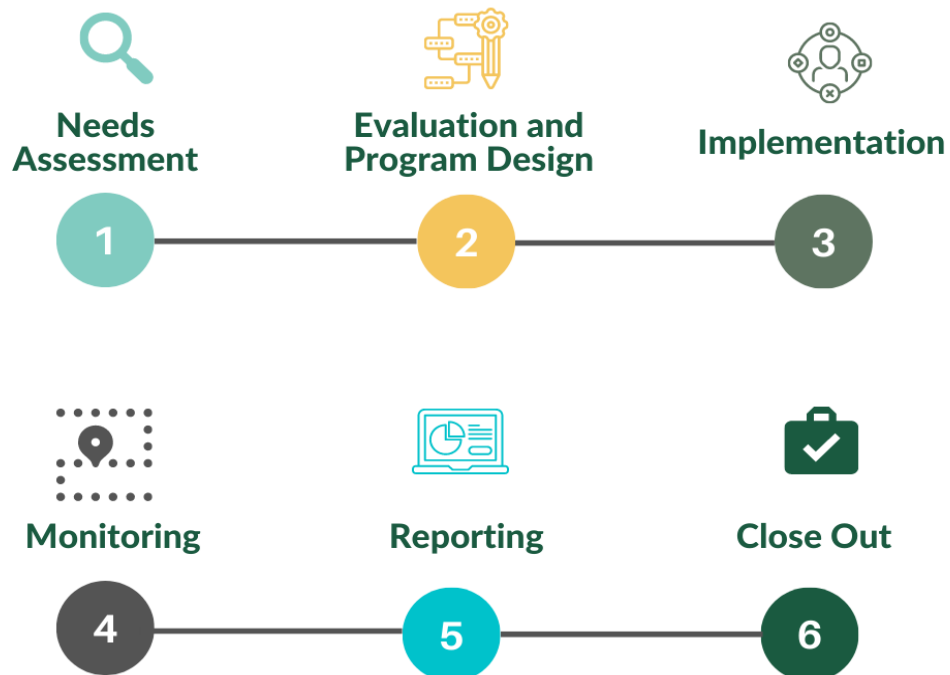 Needs
Assessment
Evaluation and
Program Design
Implementation
1
2
3
Monitoring
Reporting
Close Out
4
5
6